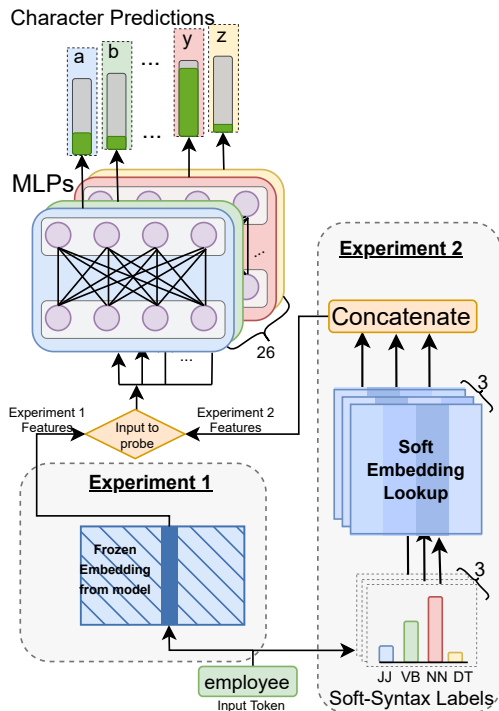 Character Predictions
a
b
...
y
z
...
MLPs
...
26
...
Experiment 2
Concatenate
3
Experiment 1
Features
Input to
probe
Experiment 2
Features
Soft
Embedding
Lookup
Experiment 1
Frozen
Embedding
from model
3
JJ VB NN DT
Soft-Syntax Labels
employee
Input Token